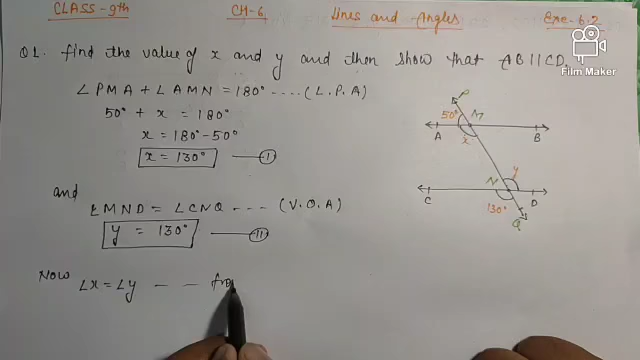 CLASS-9th CH-6 Lines and Angles Exe-6.2
Q1. find the value of x and y and then show that AB||CD.
∠PMA + ∠AMN = 180° .... (L.P.A)
50° + x = 180°
x = 180° - 50°
x = 130° — I
and
∠MND = ∠CNQ --- (V.O.A)
y = 130° — II
Now ∠x = ∠y — — fro
Film Maker
P
50° M
A x B
N y
C 130° D
Q